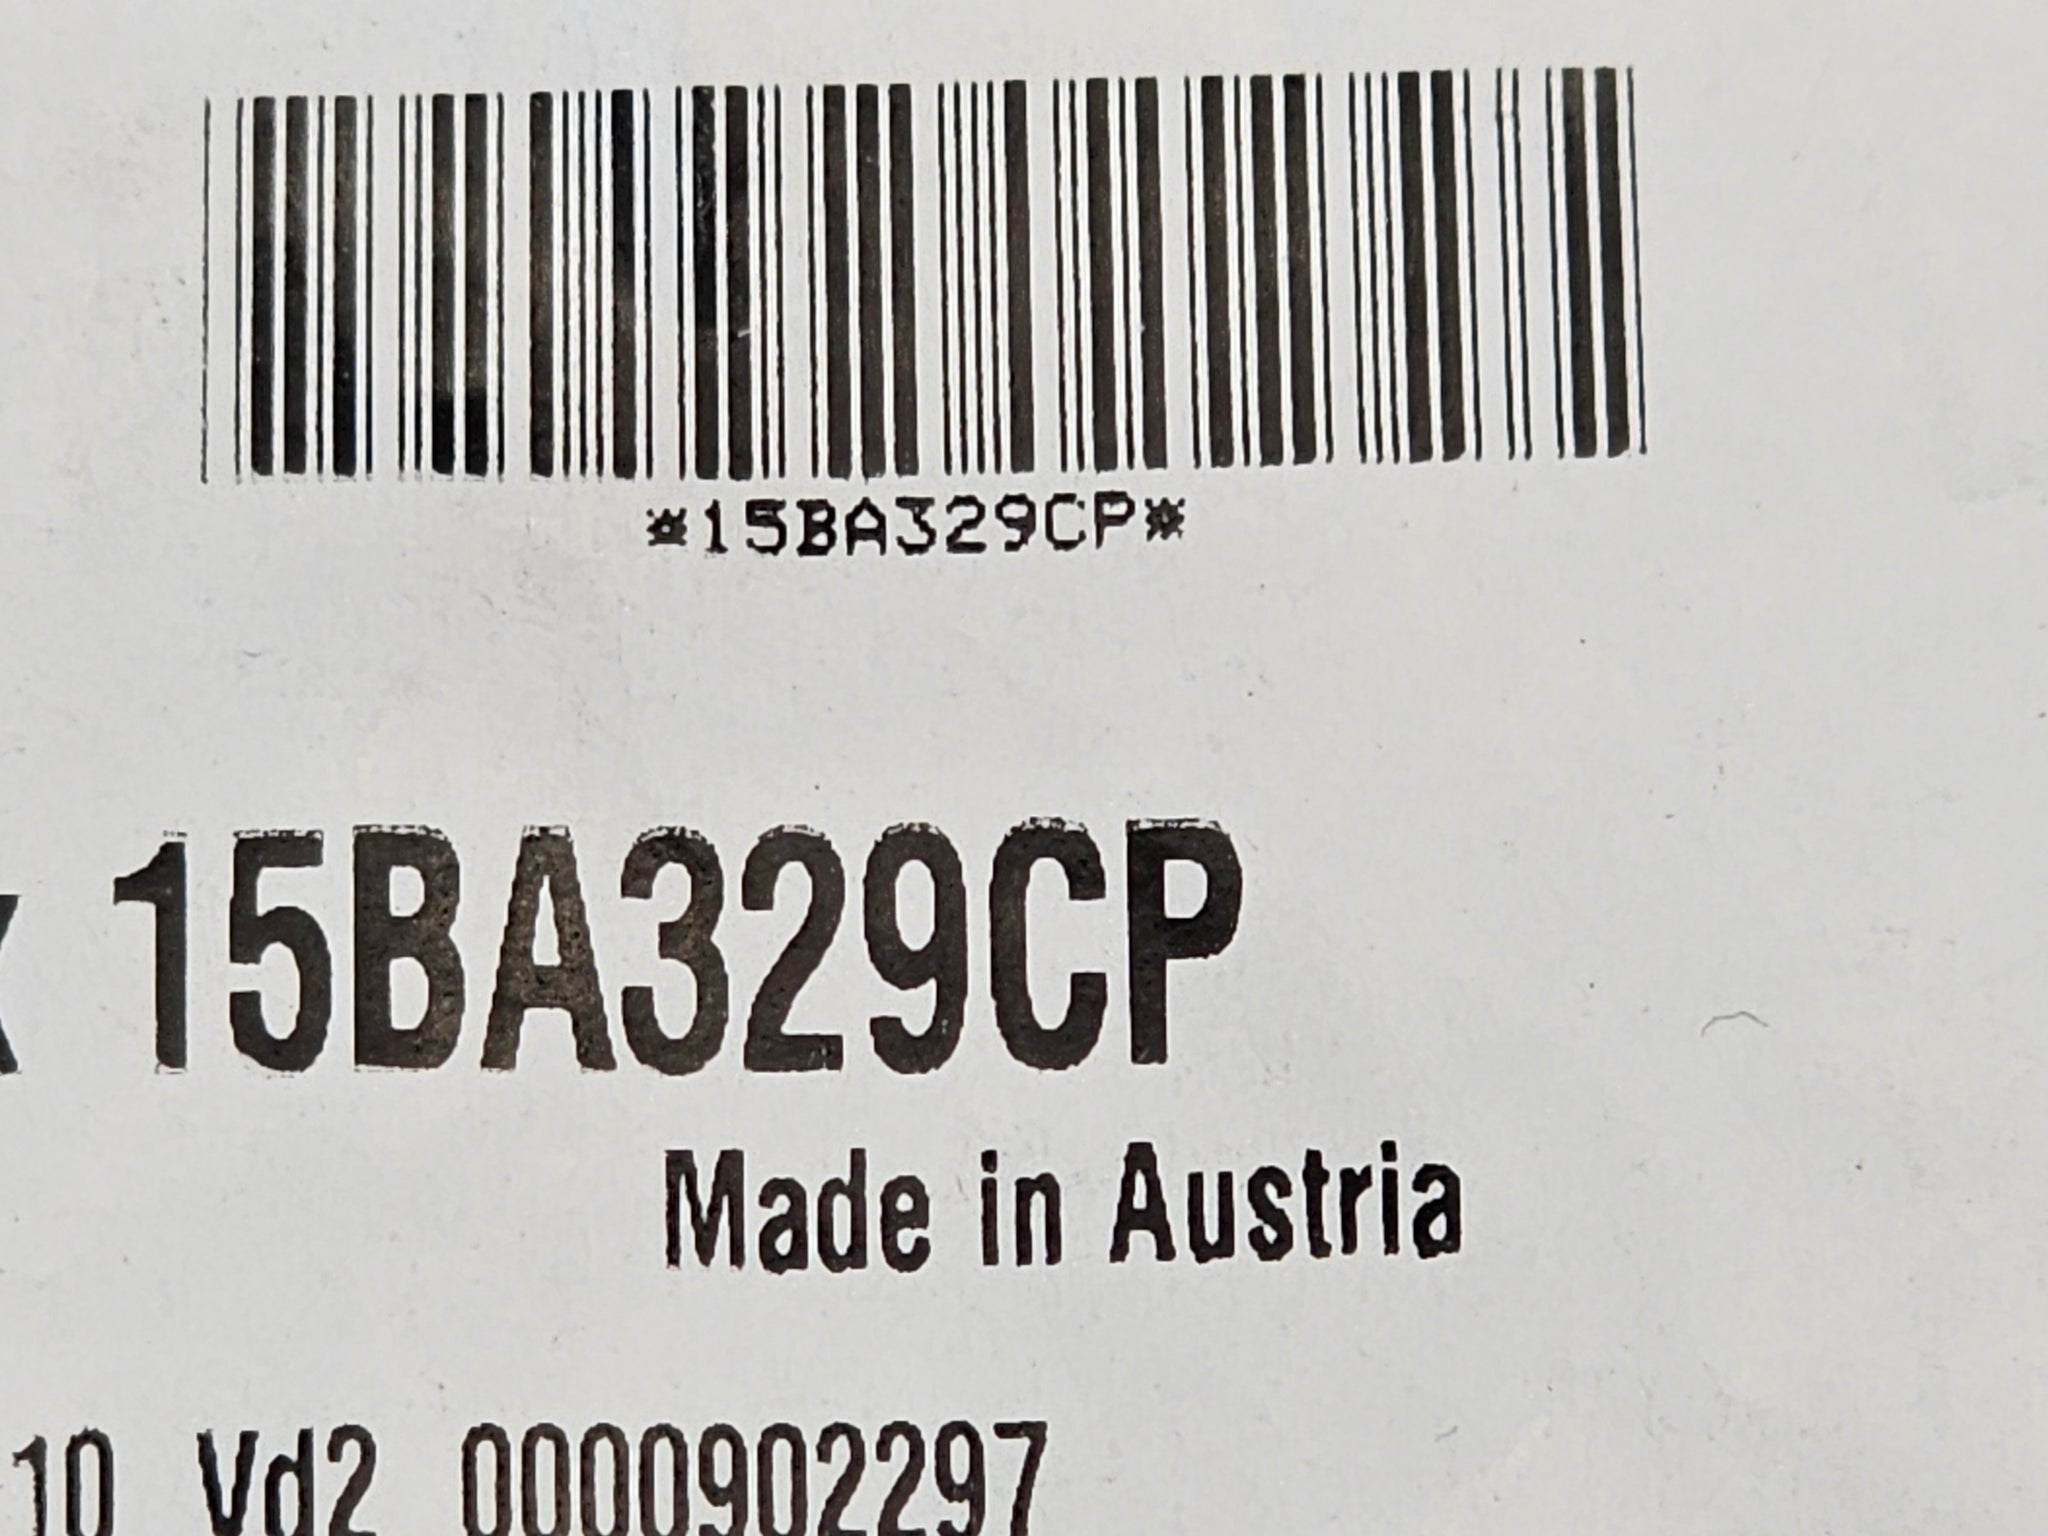 *15BA329CP*
15BA329CP
Made in Austria
10 Vd2 0000902297